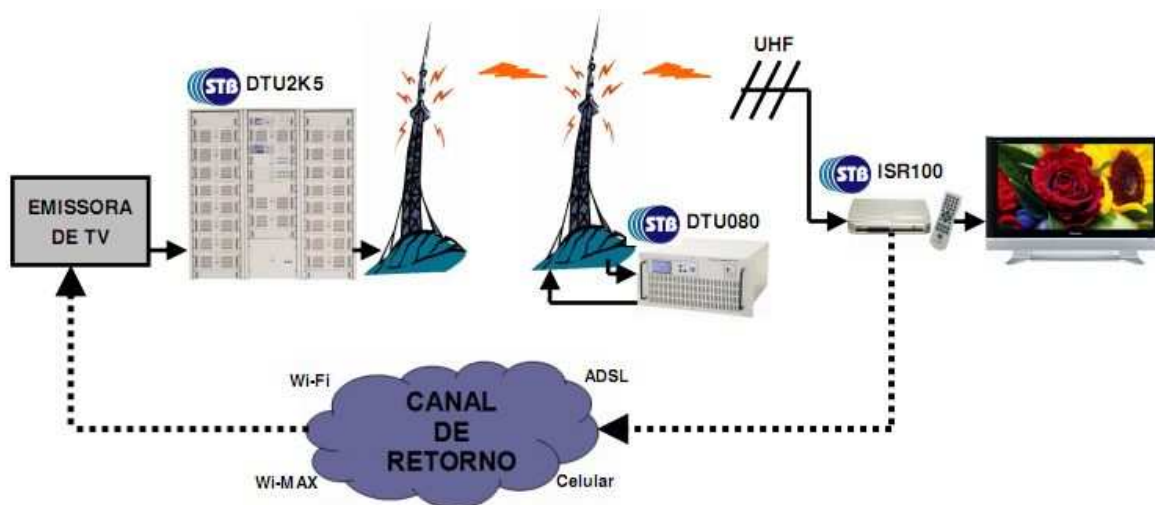 UHF
STB DTU2K5
STB ISR100
EMISSORA
DE TV
STB DTU080
Wi-Fi
ADSL
CANAL
DE
RETORNO
Wi-MAX
Celular